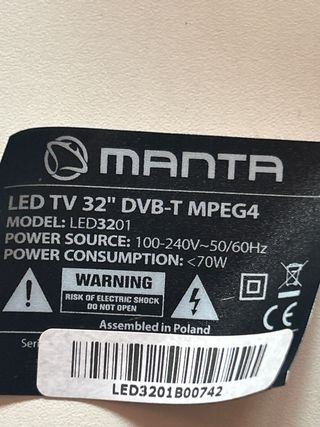 MANTA
LED TV 32" DVB-T MPEG4
MODEL: LED3201
POWER SOURCE: 100-240V~50/60Hz
POWER CONSUMPTION: <70W
WARNING
RISK OF ELECTRIC SHOCK
DO NOT OPEN
CE
Assembled in Poland
LED3201B00742